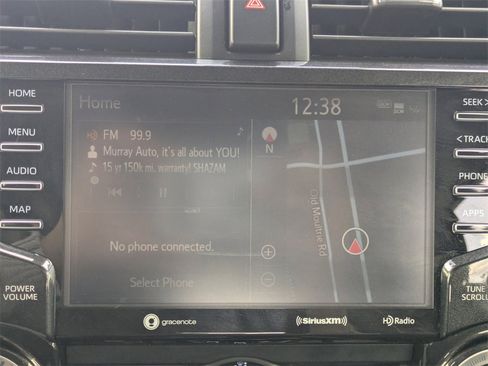 HOME
MENU
AUDIO
MAP
POWER
VOLUME
Home
12:38
FM 99.9
Murray Auto, it's all about YOU!
15 yr 150k mi. warranty! SHAZAM
No phone connected.
Select Phone
N
Old Moultrie Rd
SEEK >
< TRACK
PHONE
APPS
TUNE
SCROLL
gracenote
((SiriusXM))
HD Radio